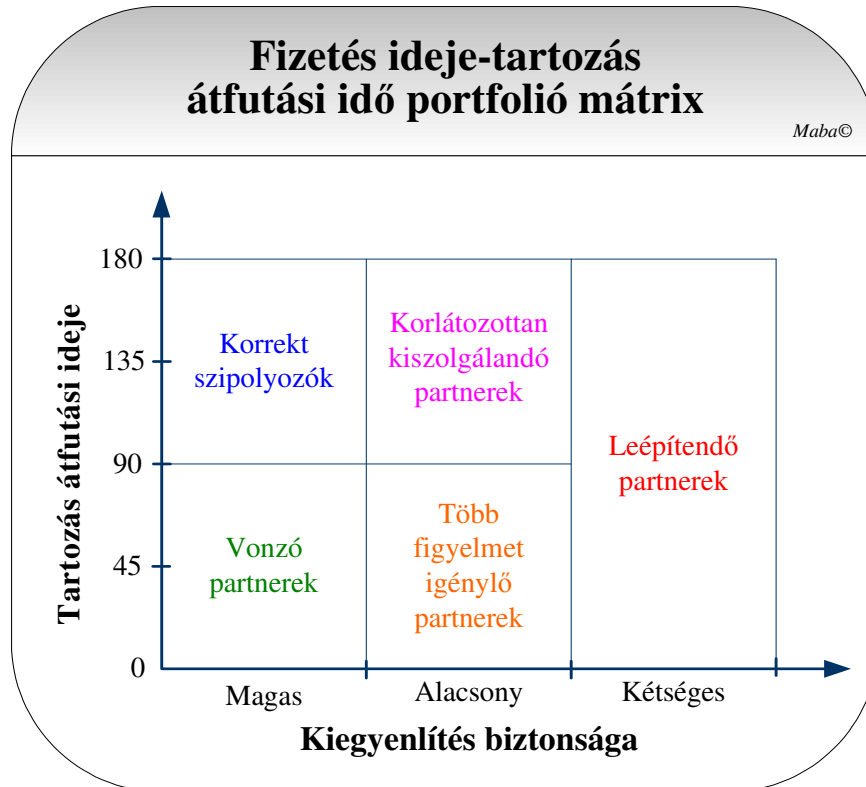 Fizetés ideje-tartozás
átfutási idő portfolió mátrix
Maba©
Tartozás átfutási ideje
180
135
90
45
0
Korrekt
szipolyozók
Korlátozottan
kiszolgálandó
partnerek
Leépítendő
partnerek
Vonzó
partnerek
Több
figyelmet
igénylő
partnerek
Magas
Alacsony
Kétséges
Kiegyenlítés biztonsága